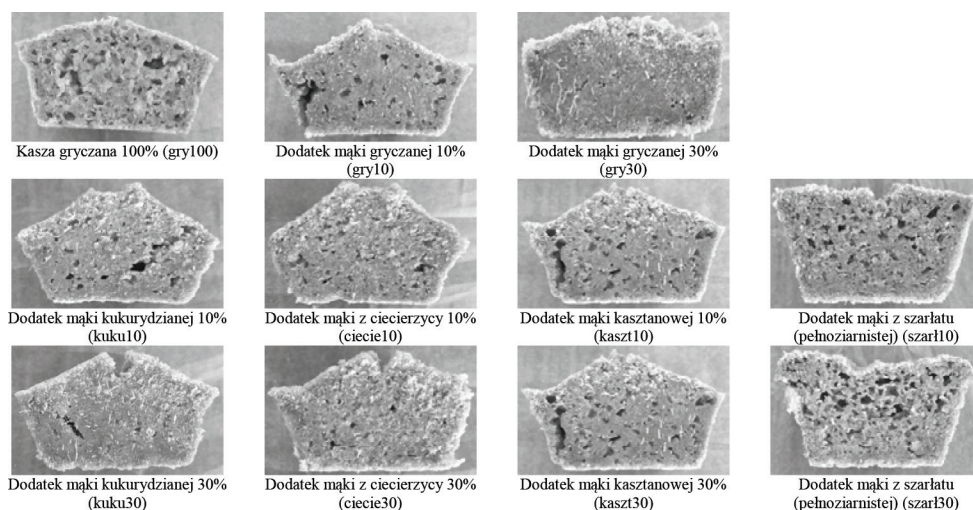 Kasza gryczana 100% (gry100)
Dodatek mąki gryczanej 10%
(gry10)
Dodatek mąki gryczanej 30%
(gry30)
Dodatek mąki kukurydzianej 10%
(kuku10)
Dodatek mąki z ciecierzycy 10%
(ciecie10)
Dodatek mąki kasztanowej 10%
(kaszt10)
Dodatek mąki z szarłatu
(pełnoziarnistej) (szarł10)
Dodatek mąki kukurydzianej 30%
(kuku30)
Dodatek mąki z ciecierzycy 30%
(ciecie30)
Dodatek mąki kasztanowej 30%
(kaszt30)
Dodatek mąki z szarłatu
(pełnoziarnistej) (szarł30)